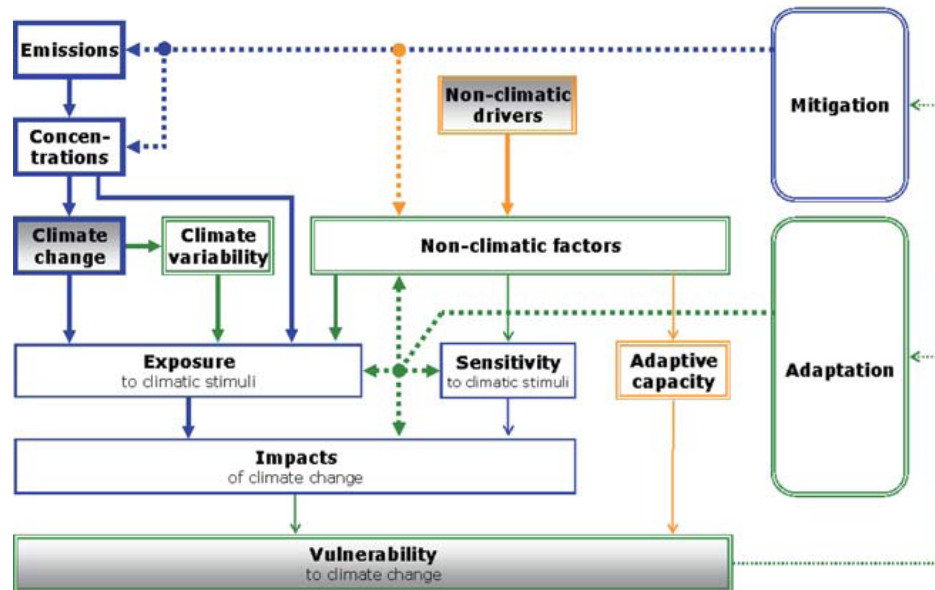 Emissions
Mitigation
Non-climatic
drivers
Concen-
trations
Climate
change
Climate
variability
Non-climatic factors
Exposure
to climatic stimuli
Sensitivity
to climatic stimuli
Adaptive
capacity
Adaptation
Impacts
of climate change
Vulnerability
to climate change